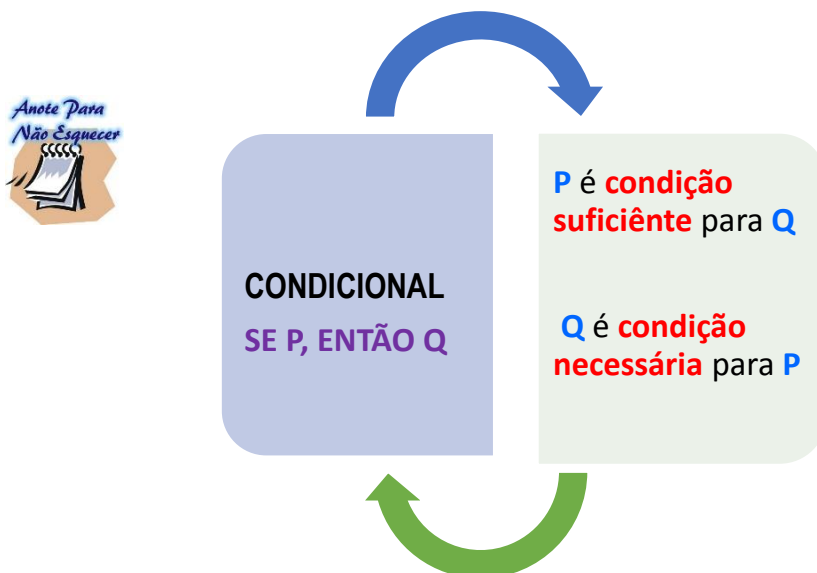 Anote Para
Não Esquecer
CONDICIONAL
SE P, ENTÃO Q
P é condição
suficiênte para Q
Q é condição
necessária para P